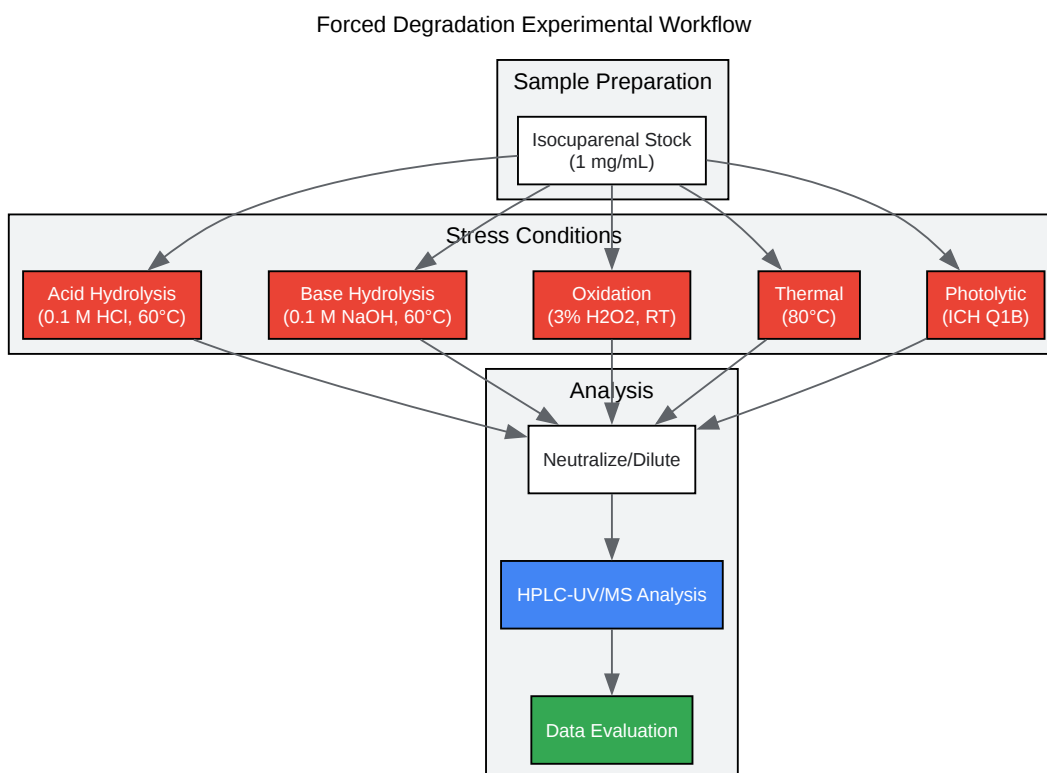 Forced Degradation Experimental Workflow
Sample Preparation
Isocuparenal Stock
(1 mg/mL)
Stress Conditions
Acid Hydrolysis
(0.1 M HCl, 60°C)
Base Hydrolysis
(0.1 M NaOH, 60°C)
Oxidation
(3% H2O2, RT)
Thermal
(80°C)
Photolytic
(ICH Q1B)
Analysis
Neutralize/Dilute
HPLC-UV/MS Analysis
Data Evaluation